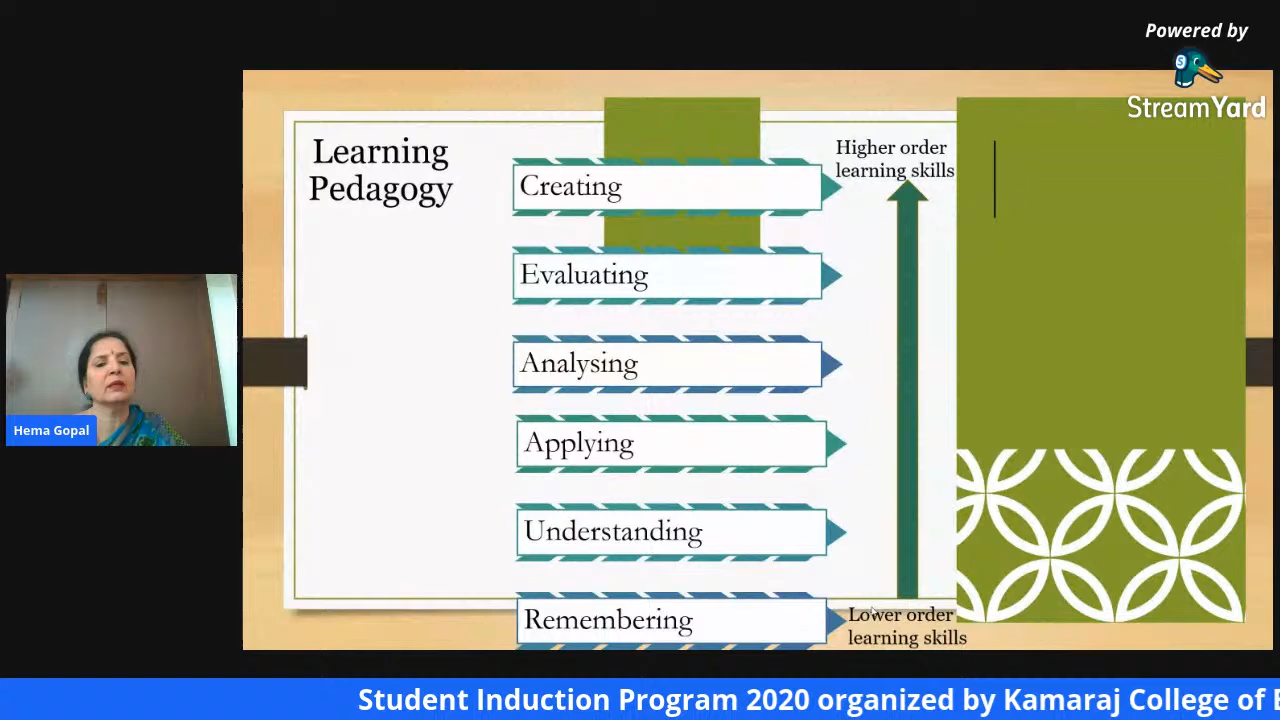 Powered by
StreamYard
Learning
Pedagogy
Higher order
learning skills
Creating
Evaluating
Analysing
Applying
Understanding
Remembering
Lower order
learning skills
Hema Gopal
Student Induction Program 2020 organized by Kamaraj College of